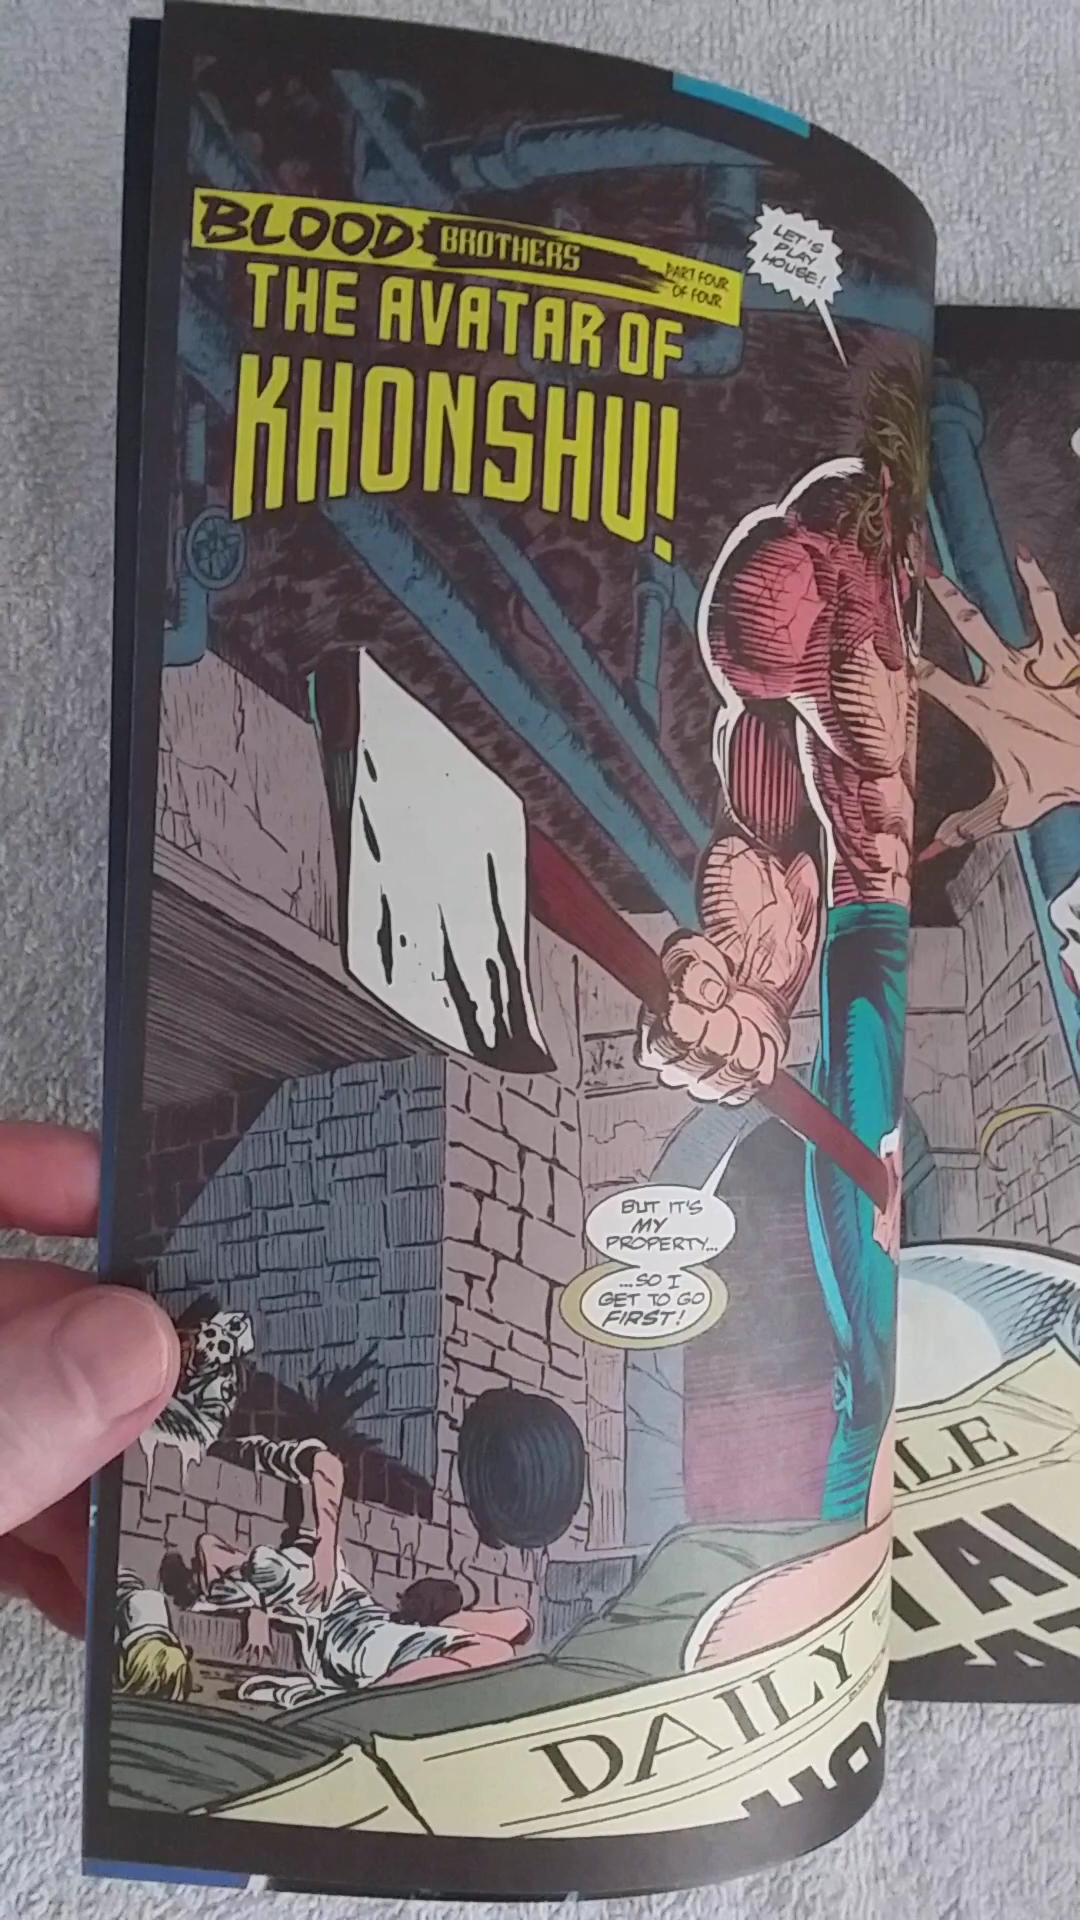 BLOOD BROTHERS
PART FOUR
OF FOUR
THE AVATAR OF
KHONSHU!
LET'S
PLAY
HOUSE!
BUT IT'S
MY
PROPERTY...
...SO I
GET TO GO
FIRST!
DAILY